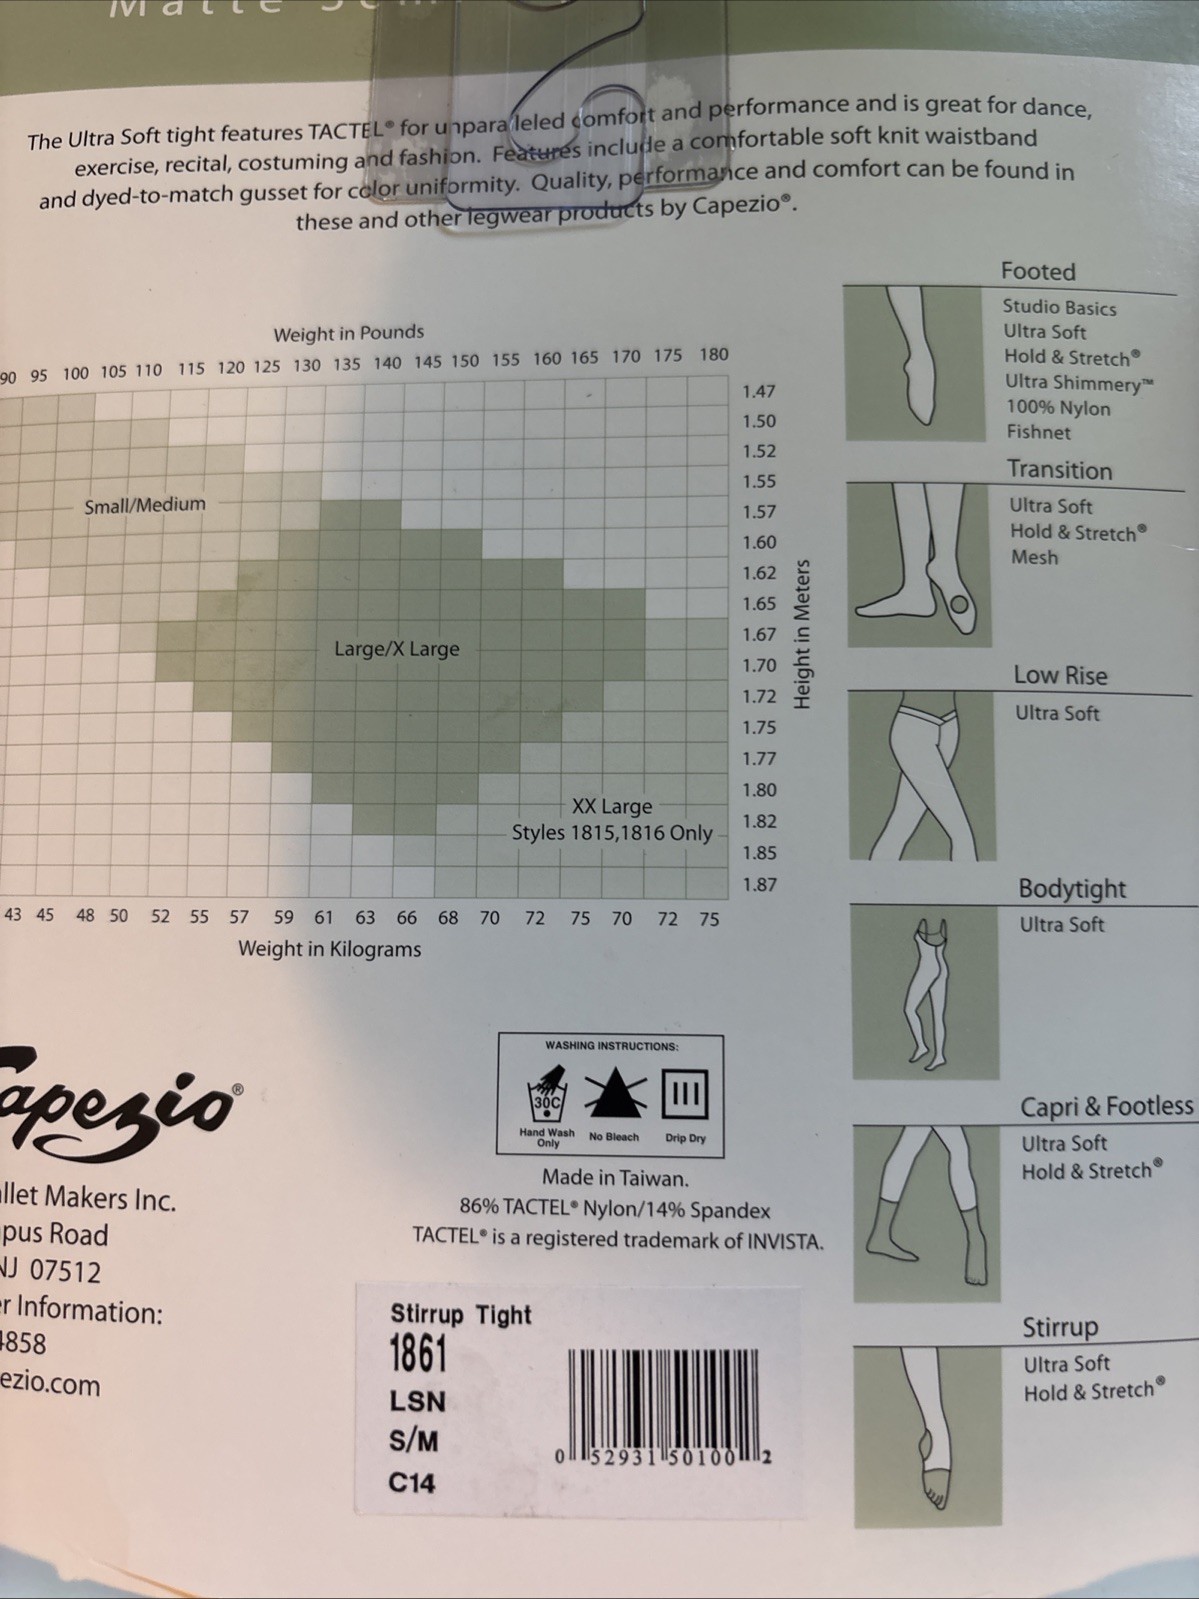 Matte
The Ultra Soft tight features TACTEL® for unparalleled comfort and performance and is great for dance,
exercise, recital, costuming and fashion. Features include a comfortable soft knit waistband
and dyed-to-match gusset for color uniformity. Quality, performance and comfort can be found in
these and other legwear products by Capezio®.
Weight in Pounds
90 95 100 105 110 115 120 125 130 135 140 145 150 155 160 165 170 175 180
1.47
1.50
1.52
1.55
1.57
1.60
1.62
1.65
1.67
1.70
1.72
1.75
1.77
1.80
1.82
1.85
1.87
Height in Meters
Small/Medium
Large/X Large
XX Large
Styles 1815,1816 Only
43 45 48 50 52 55 57 59 61 63 66 68 70 72 75 70 72 75
Weight in Kilograms
Footed
Studio Basics
Ultra Soft
Hold & Stretch®
Ultra Shimmery™
100% Nylon
Fishnet
Transition
Ultra Soft
Hold & Stretch®
Mesh
Low Rise
Ultra Soft
Bodytight
Ultra Soft
Capri & Footless
Ultra Soft
Hold & Stretch®
Stirrup
Ultra Soft
Hold & Stretch®
apezio®
llet Makers Inc.
pus Road
NJ 07512
r Information:
4858
ezio.com
WASHING INSTRUCTIONS:
30C
Hand Wash
Only
No Bleach
Drip Dry
Made in Taiwan.
86% TACTEL® Nylon/14% Spandex
TACTEL® is a registered trademark of INVISTA.
Stirrup Tight
1861
LSN
S/M
C14
0 52931 50100 2